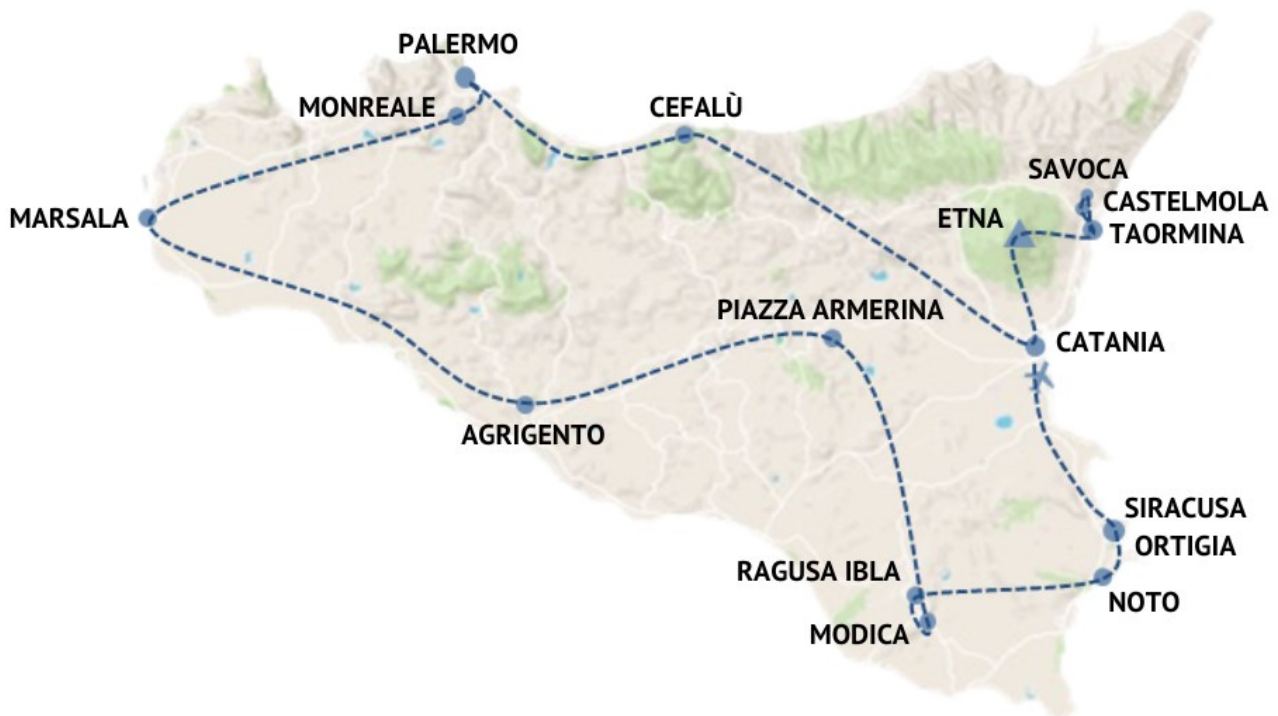 PALERMO
MONREALE
CEFALÙ
SAVOCA
CASTELMOLA
MARSALA
ETNA
TAORMINA
PIAZZA ARMERINA
CATANIA
AGRIGENTO
SIRACUSA
ORTIGIA
RAGUSA IBLA
NOTO
MODICA